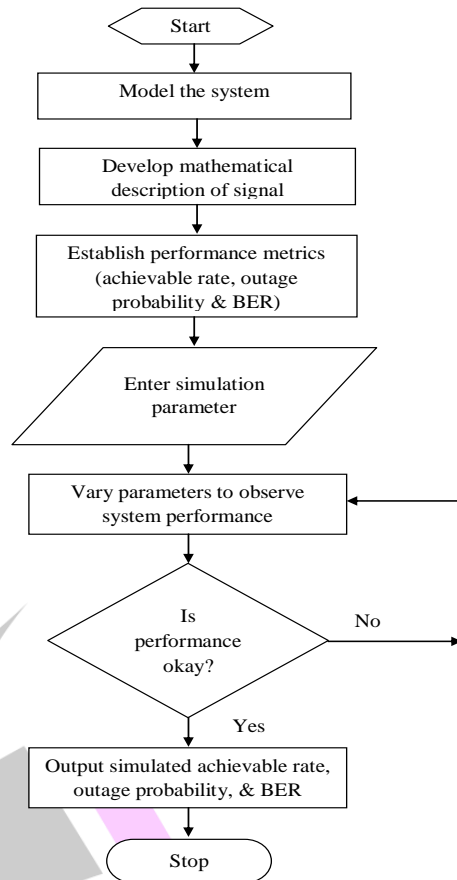 Start
Model the system
Develop mathematical
description of signal
Establish performance metrics
(achievable rate, outage
probability & BER)
Enter simulation
parameter
Vary parameters to observe
system performance
Is
performance
okay?
No
Yes
Output simulated achievable rate,
outage probability, & BER
Stop